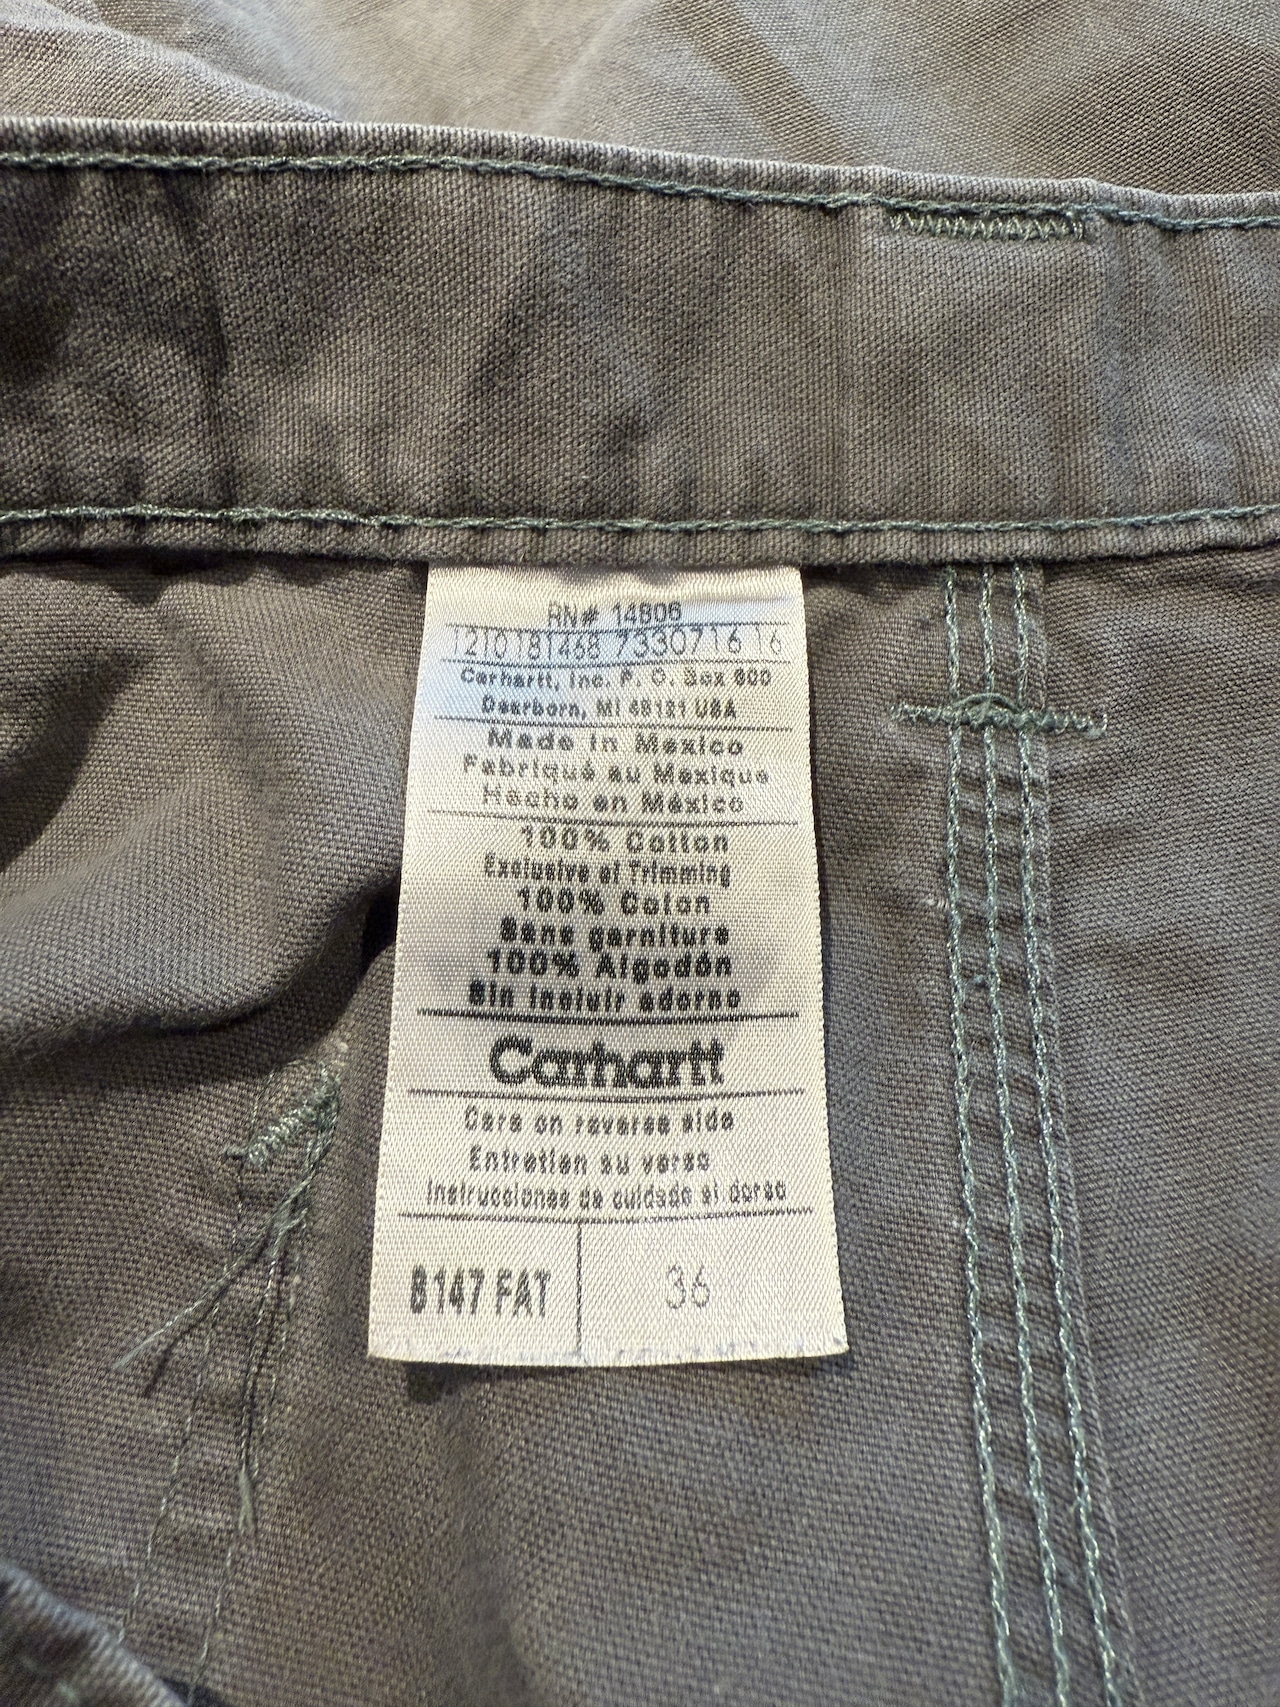 RN# 14806
1210181468 7330716 16
Carhartt, Inc. P. O. Box 600
Dearborn, MI 48121 USA
Made in Mexico
Fabriqué au Mexique
Hecho en México
100% Cotton
Exclusive of Trimming
100% Coton
Sans garniture
100% Algodón
Sin incluir adorno
Carhartt
Care on reverse side
Entretien au verso
Instrucciones de cuidado al dorso
B147 FAT
36